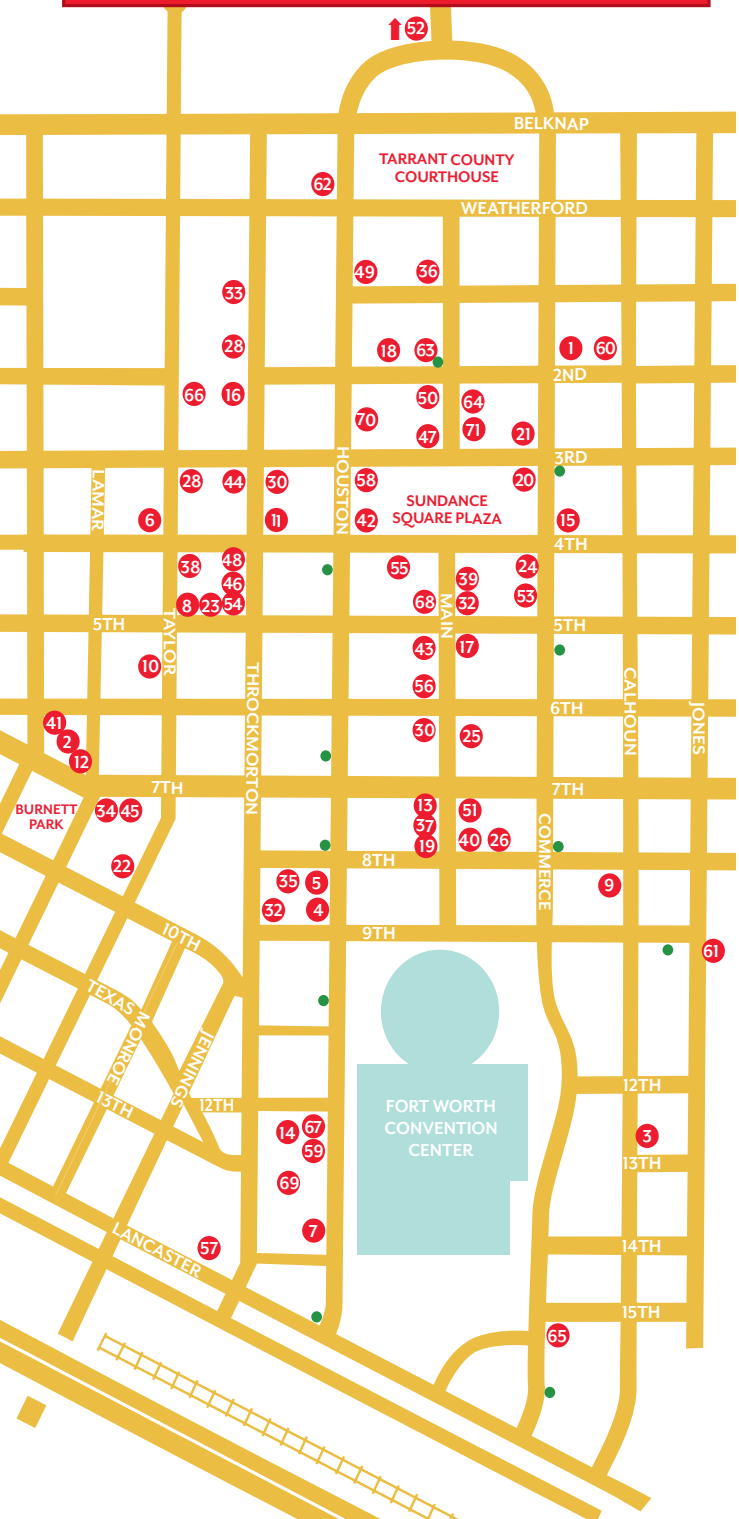 52
BELKNAP
TARRANT COUNTY
COURTHOUSE
62
WEATHERFORD
49 36
33
28
18 63
1 60
2ND
66 16
50 64
70
47 71 21
HOUSTON
3RD
LAMAR
28 44 30 58 20
SUNDANCE
SQUARE PLAZA
6 11 42 15
4TH
38 48 55 24
46 39
8 23 54 68 32 53
MAIN
TAYLOR
5TH 5TH
10 43 17
THROCKMORTON
CALHOUN
56
JONES
6TH
41
2
12
30 25
7TH 7TH
BURNETT
PARK
34 45
13 51
37
19 40 26
COMMERCE
22
8TH
35 5 9
32 4
10TH
9TH
61
TEXAS
MONROE
JENNINGS
12TH
13TH
12TH
FORT WORTH
CONVENTION
CENTER
14 67
59
3
13TH
69
7
LANCASTER
57
14TH
15TH
65